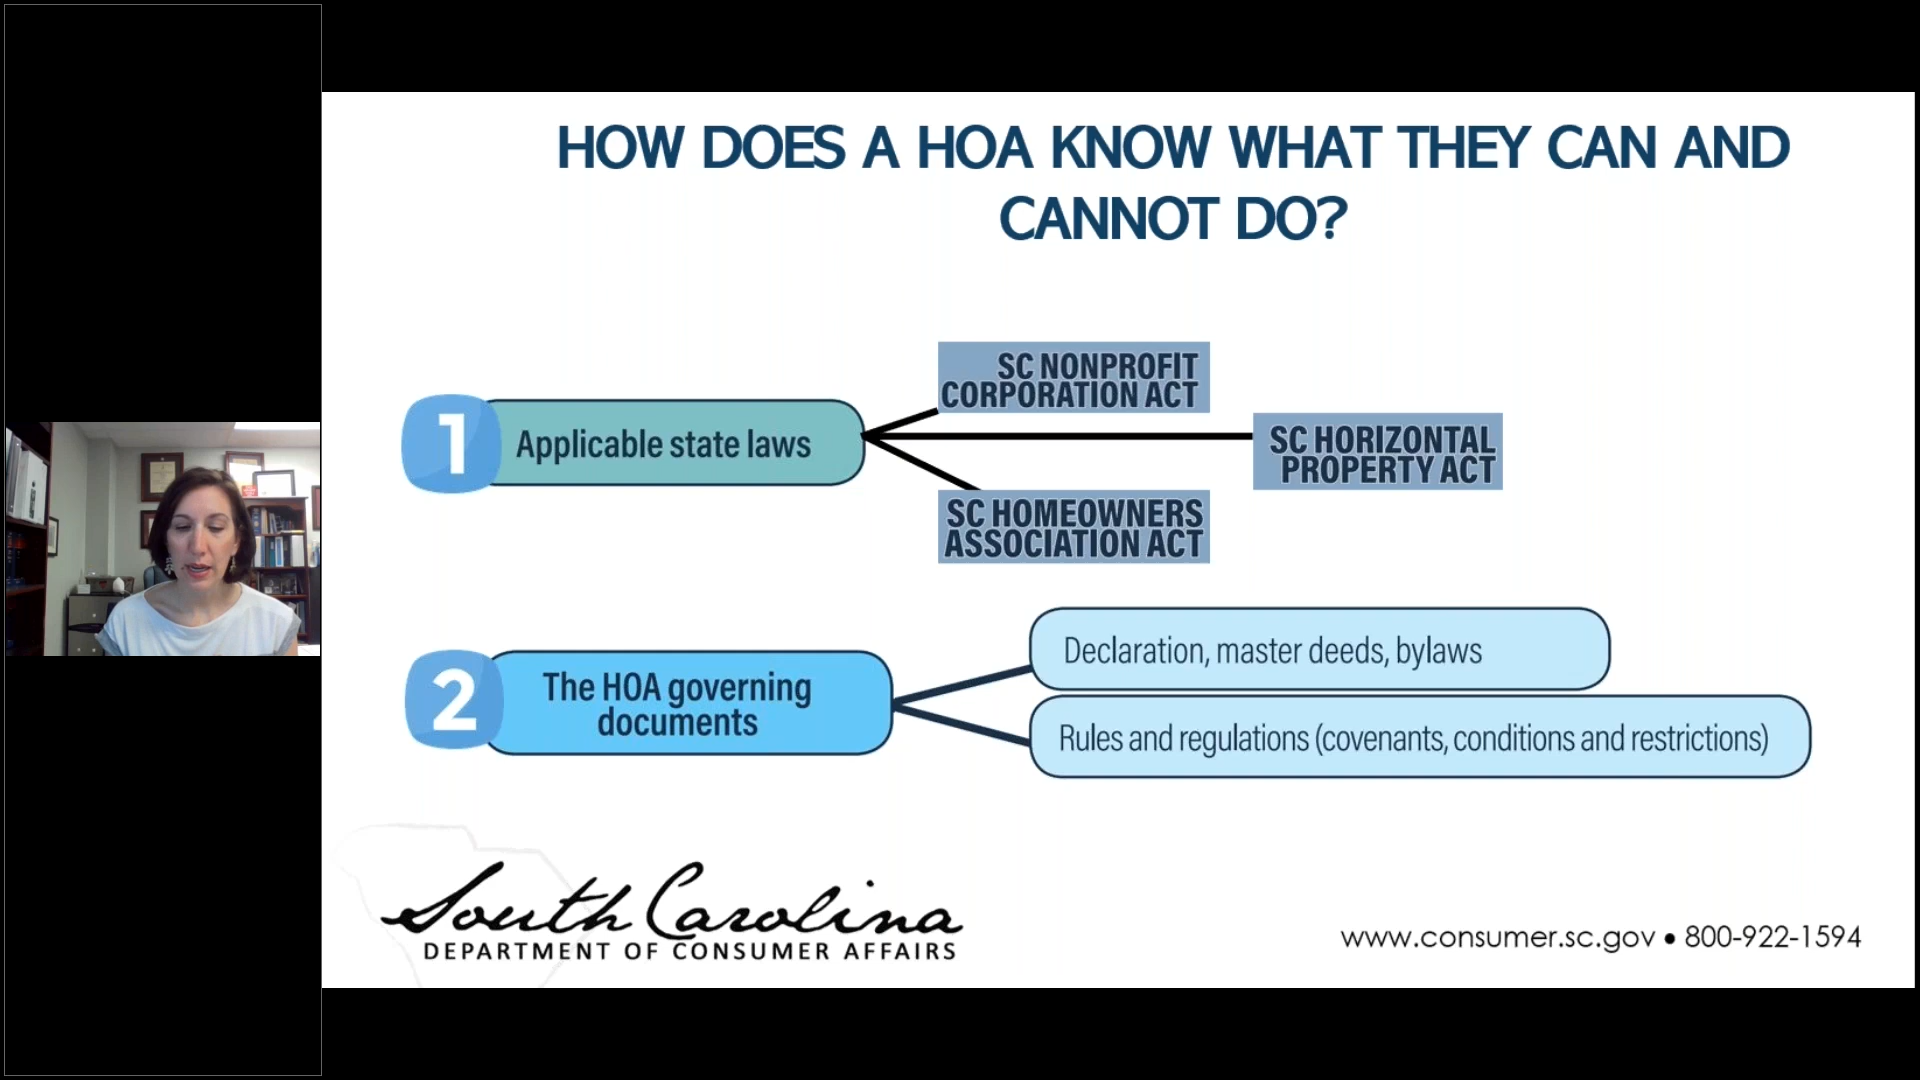 HOW DOES A HOA KNOW WHAT THEY CAN AND
CANNOT DO?
1
Applicable state laws
SC NONPROFIT
CORPORATION ACT
SC HORIZONTAL
PROPERTY ACT
SC HOMEOWNERS
ASSOCIATION ACT
2
The HOA governing
documents
Declaration, master deeds, bylaws
Rules and regulations (covenants, conditions and restrictions)
South Carolina
DEPARTMENT OF CONSUMER AFFAIRS
www.consumer.sc.gov • 800-922-1594